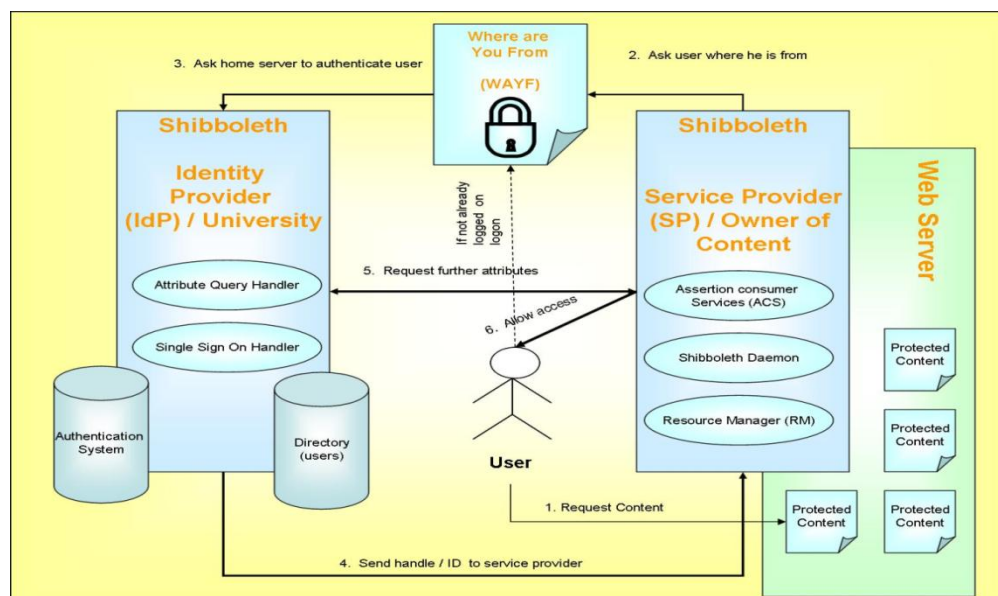 Where are
You From
(WAYF)
3. Ask home server to authenticate user
2. Ask user where he is from
Shibboleth
Identity
Provider
(IdP) / University
Attribute Query Handler
Single Sign On Handler
Authentication
System
Directory
(users)
If not already
logged on
logon
5. Request further attributes
6. Allow access
User
1. Request Content
4. Send handle / ID to service provider
Shibboleth
Service Provider
(SP) / Owner of
Content
Assertion consumer
Services (ACS)
Shibboleth Daemon
Resource Manager (RM)
Web Server
Protected
Content
Protected
Content
Protected
Content
Protected
Content